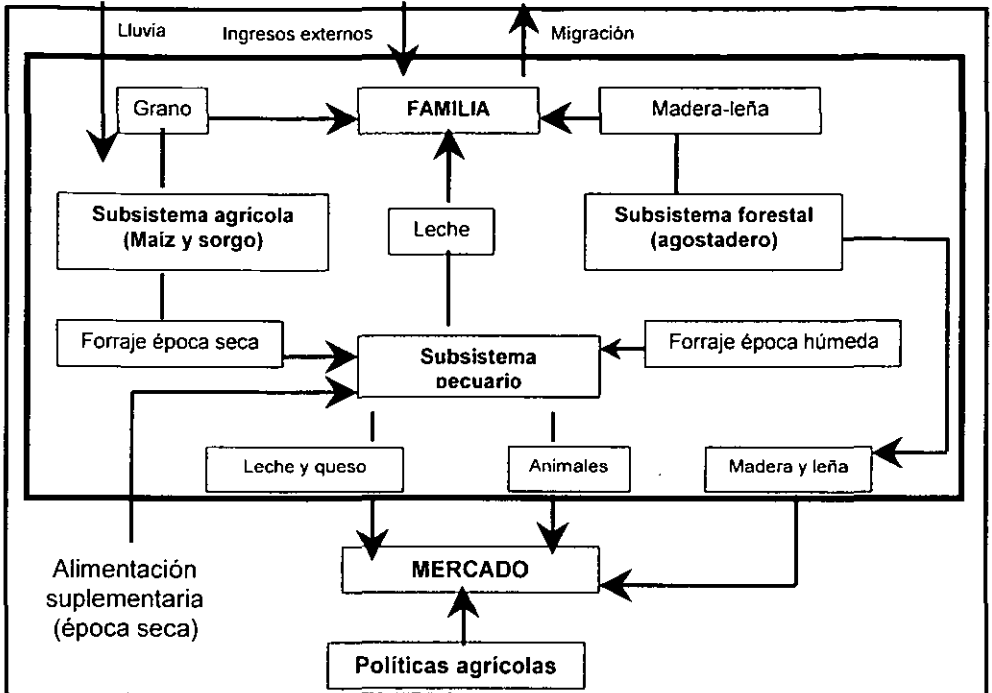 Lluvia
Ingresos externos
Migración
Grano
FAMILIA
Madera-leña
Subsistema agrícola
(Maíz y sorgo)
Leche
Subsistema forestal
(agostadero)
Forraje época seca
Subsistema
pecuario
Forraje época húmeda
Leche y queso
Animales
Madera y leña
Alimentación
suplementaria
(época seca)
MERCADO
Políticas agrícolas